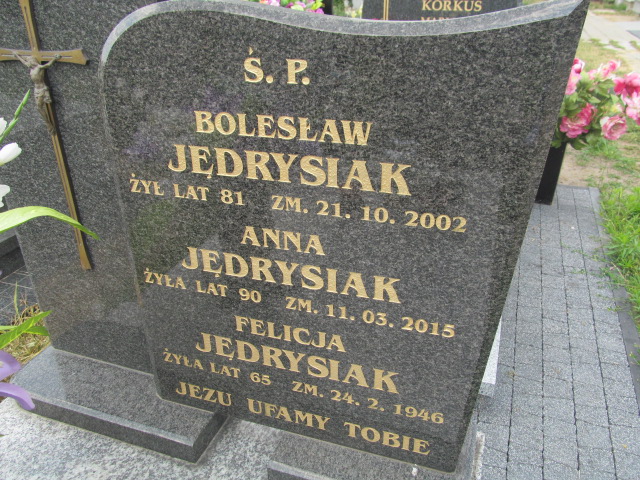 KORKUS
Ś. P.
BOLESŁAW
JĘDRYSIAK
ŻYŁ LAT 81 ZM. 21. 10. 2002
ANNA
JĘDRYSIAK
ŻYŁA LAT 90 ZM. 11. 03. 2015
FELICJA
JĘDRYSIAK
ŻYŁA LAT 65 ZM. 24. 2. 1946
JEZU UFAMY TOBIE